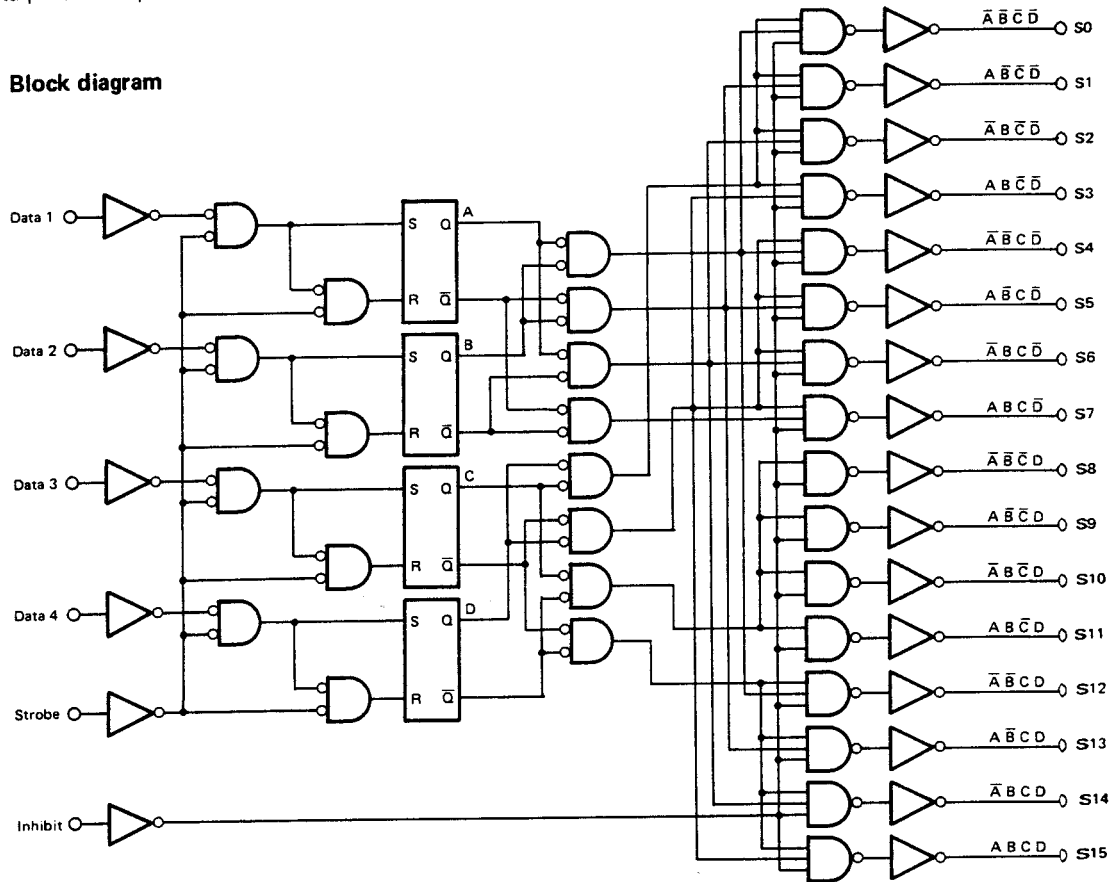 Block diagram
Data 1
Data 2
Data 3
Data 4
Strobe
Inhibit
S Q A
R Q̅
S Q B
R Q̅
S Q C
R Q̅
S Q D
R Q̅
A̅ B̅ C̅ D̅ S0
A B̅ C̅ D̅ S1
A̅ B C̅ D̅ S2
A B C̅ D̅ S3
A̅ B̅ C D̅ S4
A B̅ C D̅ S5
A̅ B C D̅ S6
A B C D̅ S7
A̅ B̅ C̅ D S8
A B̅ C̅ D S9
A̅ B C̅ D S10
A B C̅ D S11
A̅ B̅ C D S12
A B̅ C D S13
A̅ B C D S14
A B C D S15